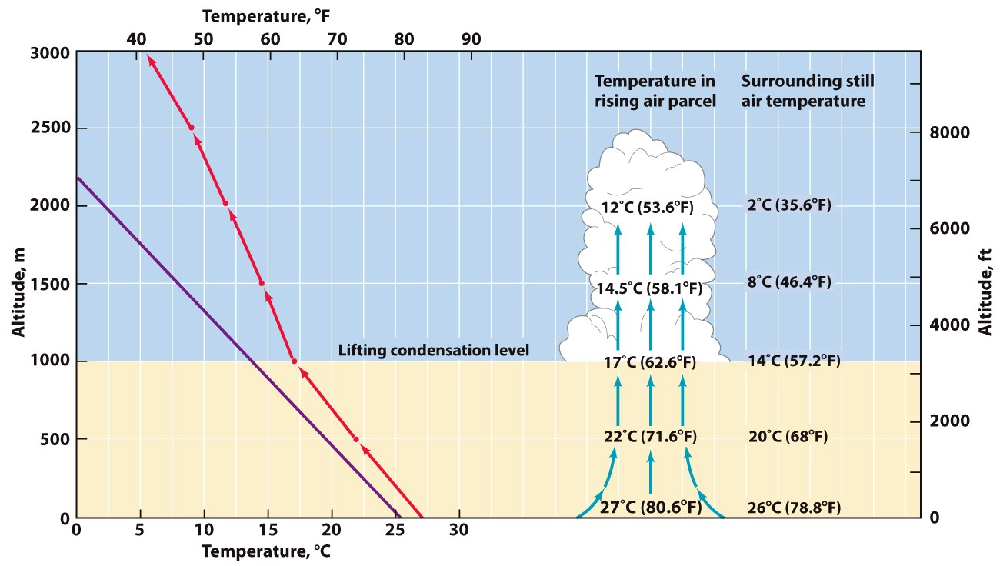 Temperature, °F
40 50 60 70 80 90
3000
Temperature in
rising air parcel
Surrounding still
air temperature
2500
8000
2000
12˚C (53.6°F)
2˚C (35.6°F)
6000
1500
14.5˚C (58.1°F)
8˚C (46.4°F)
Altitude, m
Altitude, ft
4000
Lifting condensation level
1000
17˚C (62.6°F)
14˚C (57.2°F)
2000
500
22˚C (71.6°F)
20˚C (68°F)
27˚C (80.6°F)
26°C (78.8°F)
0
0
0 5 10 15 20 25 30
Temperature, °C